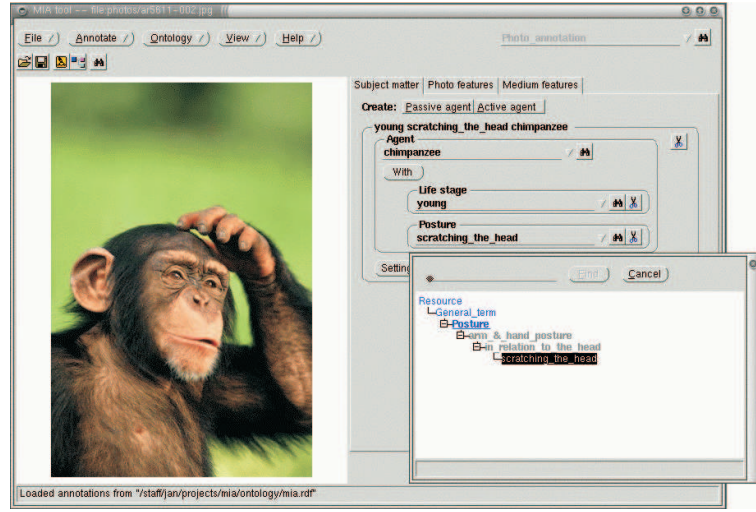 MIA tool -- file:photos/ar5611-002.jpg
File Annotate Ontology View Help Photo_annotation
Subject matter Photo features Medium features
Create: Passive agent Active agent
young scratching_the_head chimpanzee
Agent
chimpanzee
With
Life stage
young
Posture
scratching_the_head
Setting
Find Cancel
Resource
General_term
Posture
arm_&_hand_posture
in_relation_to_the_head
scratching_the_head
Loaded annotations from "/staff/jan/projects/mia/ontology/mia.rdf"